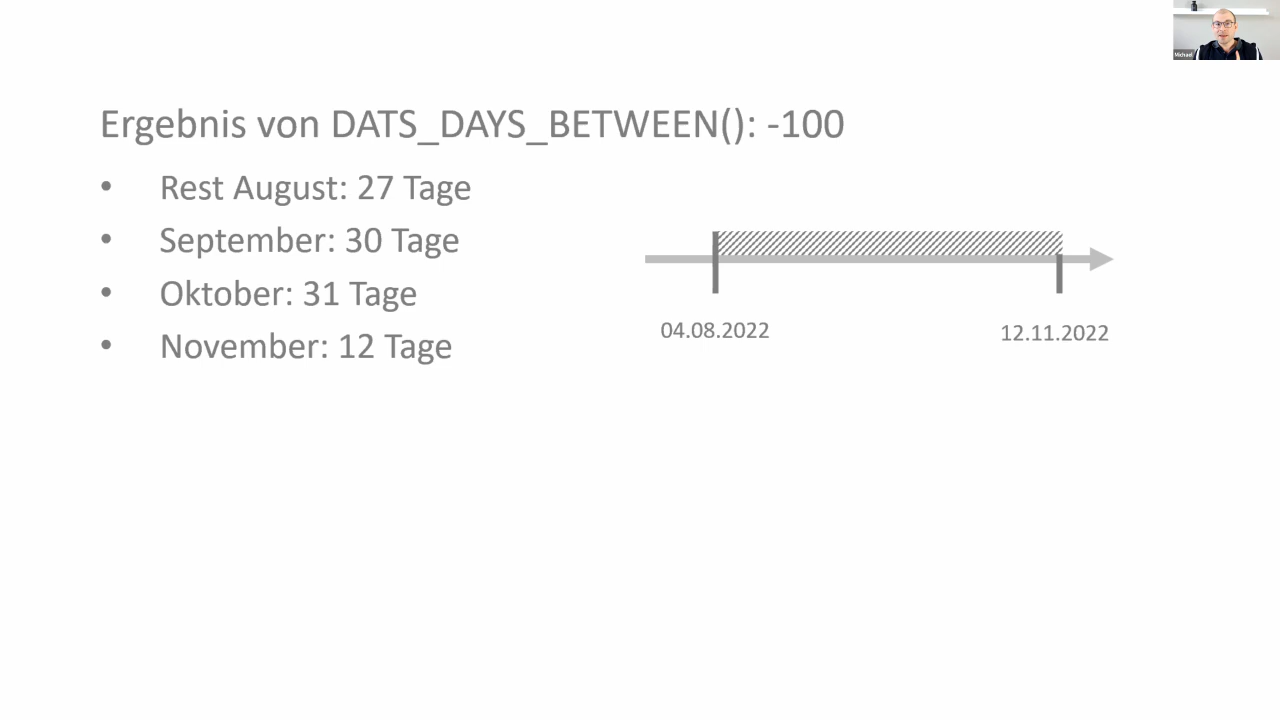 Michael
Ergebnis von DATS_DAYS_BETWEEN(): -100
• Rest August: 27 Tage
• September: 30 Tage
• Oktober: 31 Tage
• November: 12 Tage
04.08.2022
12.11.2022